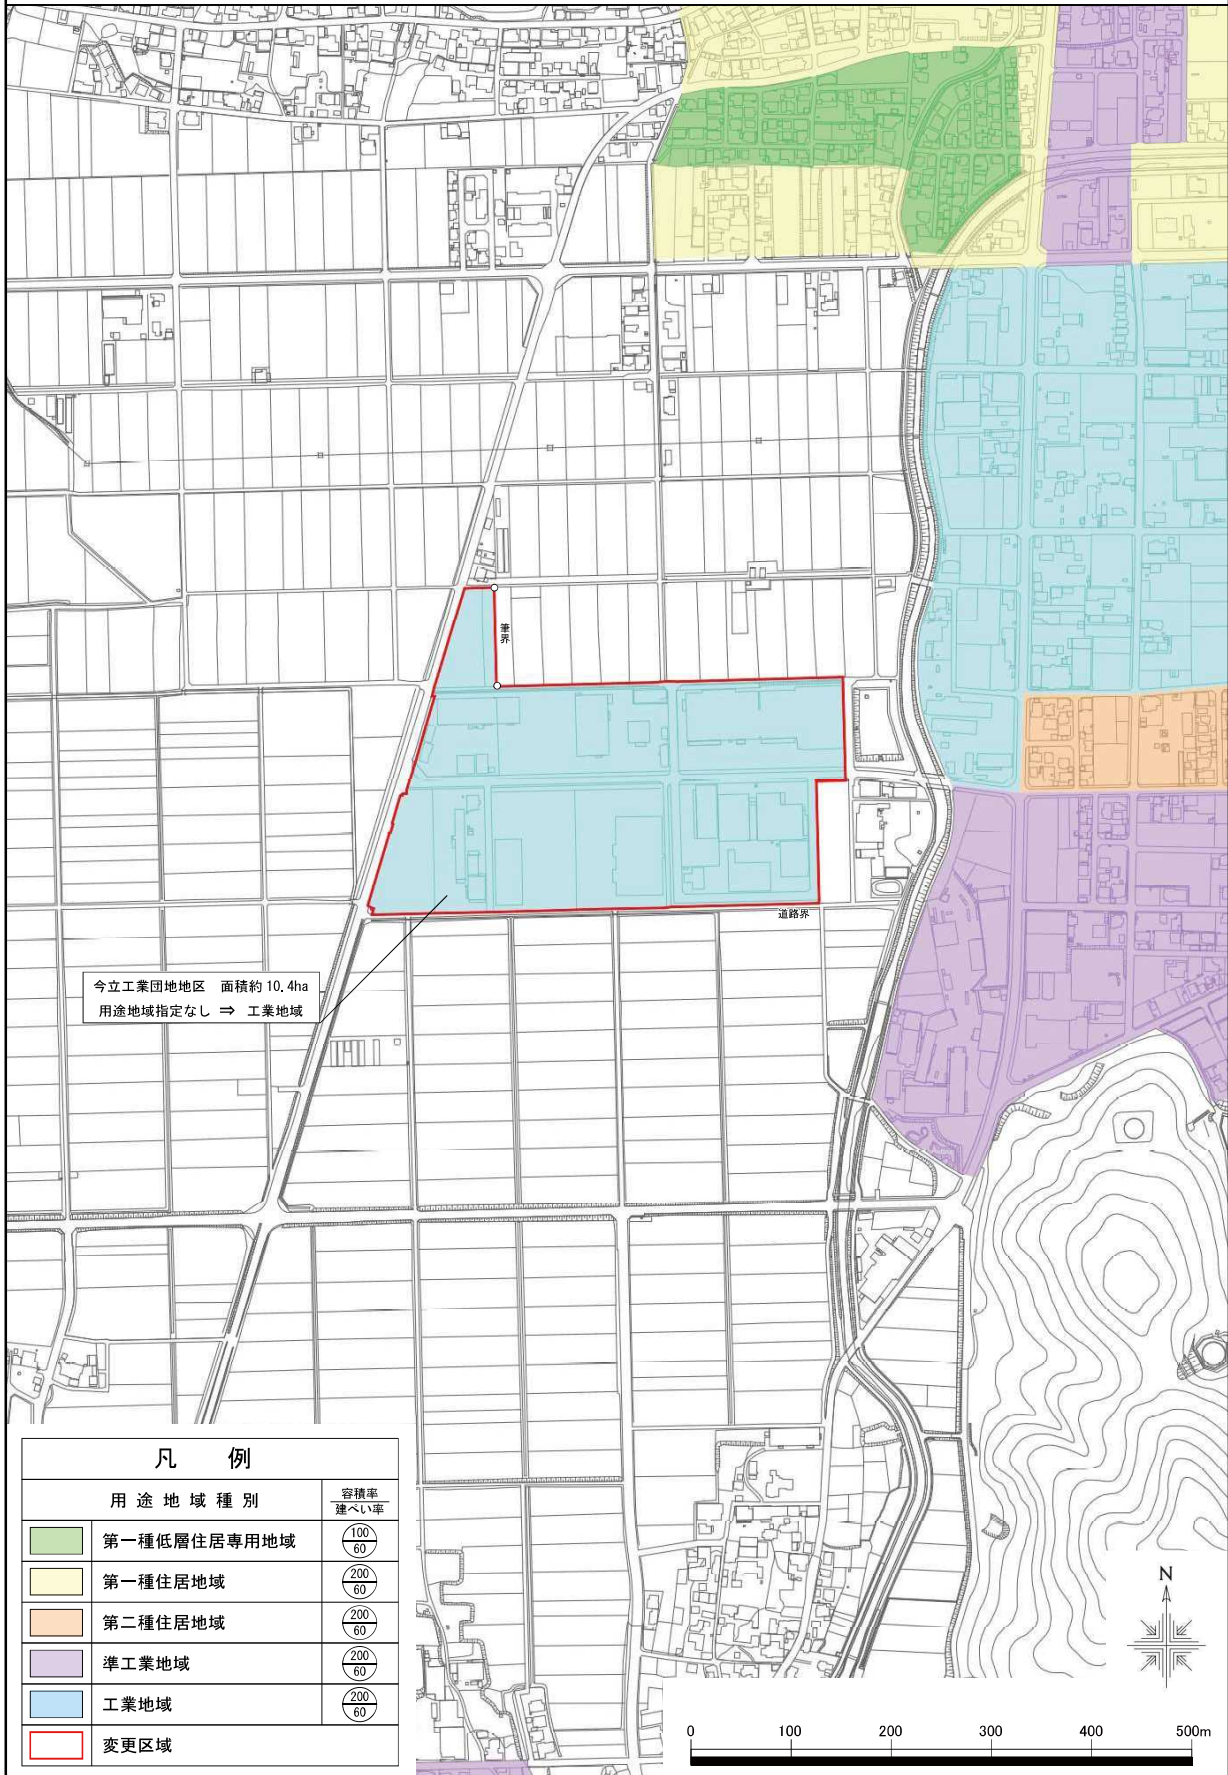 筆界
道路界
今立工業団地地区 面積約 10.4ha
用途地域指定なし ⇒ 工業地域
凡 例
用途地域種別 容積率
建ぺい率
第一種低層住居専用地域 100
60
第一種住居地域 200
60
第二種住居地域 200
60
準工業地域 200
60
工業地域 200
60
変更区域
N
0 100 200 300 400 500m